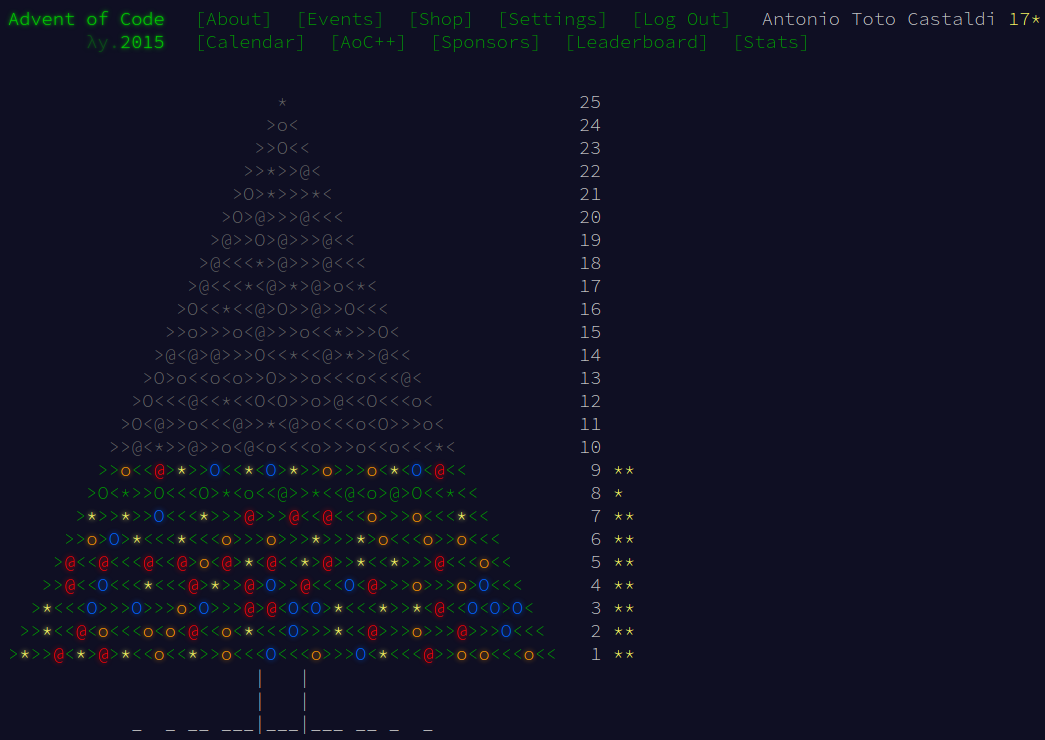 Advent of Code [About] [Events] [Shop] [Settings] [Log Out] Antonio Toto Castaldi 17*
λy.2015 [Calendar] [AoC++] [Sponsors] [Leaderboard] [Stats]
* 25
>o< 24
>>O<< 23
>>*>>@< 22
>O>*>>>*< 21
>O>@>>>@<<< 20
>@>>O>@>>>@<< 19
>@<<<*>@>>>@<<< 18
>@<<<*<@>*>@>o<*< 17
>O<<*<<@>O>>@>>O<<< 16
>>o>>>o<@>>>o<<*>>>O< 15
>@<@>@>>>O<<*<<@>*>>@<< 14
>O>o<<o<o>>O>>>o<<<o<<<@< 13
>O<<<@<<*<<O<O>>o>@<<O<<<o< 12
>O<@>>o<<<@>>*<@>o<<<o<O>>>o< 11
>>@<*>>@>>o<@<o<<<o>>>o<<o<<<*< 10
>>o<<@>*>>O<<*<O>*>>o>>>o<*<O<@<< 9 **
>O<*>>O<<<O>*<o<<@>>*<<@<o>@>O<<*<< 8 *
>*>>*>>O<<<*>>>@>>>@<<@<<<o>>>o<<<*<< 7 **
>>o>O>*<<<*<<<o>>>o>>>*>>>*>o<<<o>>o<<< 6 **
>@<<@<<<@<<@>o<@>*<@<<*>@>>*<<*>>>@<<<o<< 5 **
>>@<<O<<<*<<<@>*>>@>O>>@<<<O<@>>>o>>>o>O<<< 4 **
>*<<<O>>>O>>>o>O>>>@>@<O<O>*<<<*>>*>@<<O<O>O< 3 **
>>*<<@<o<<<o<o<@<<o<*<<<O>>>*<<@>>>o>>>@>>>O<<< 2 **
>*>>@<*>@>*<<o<<*>>o<<<O<<<o>>>O<*<<<@>>o<o<<<o<< 1 **
| |
| |
_ _ __ ___|___|___ __ _ _